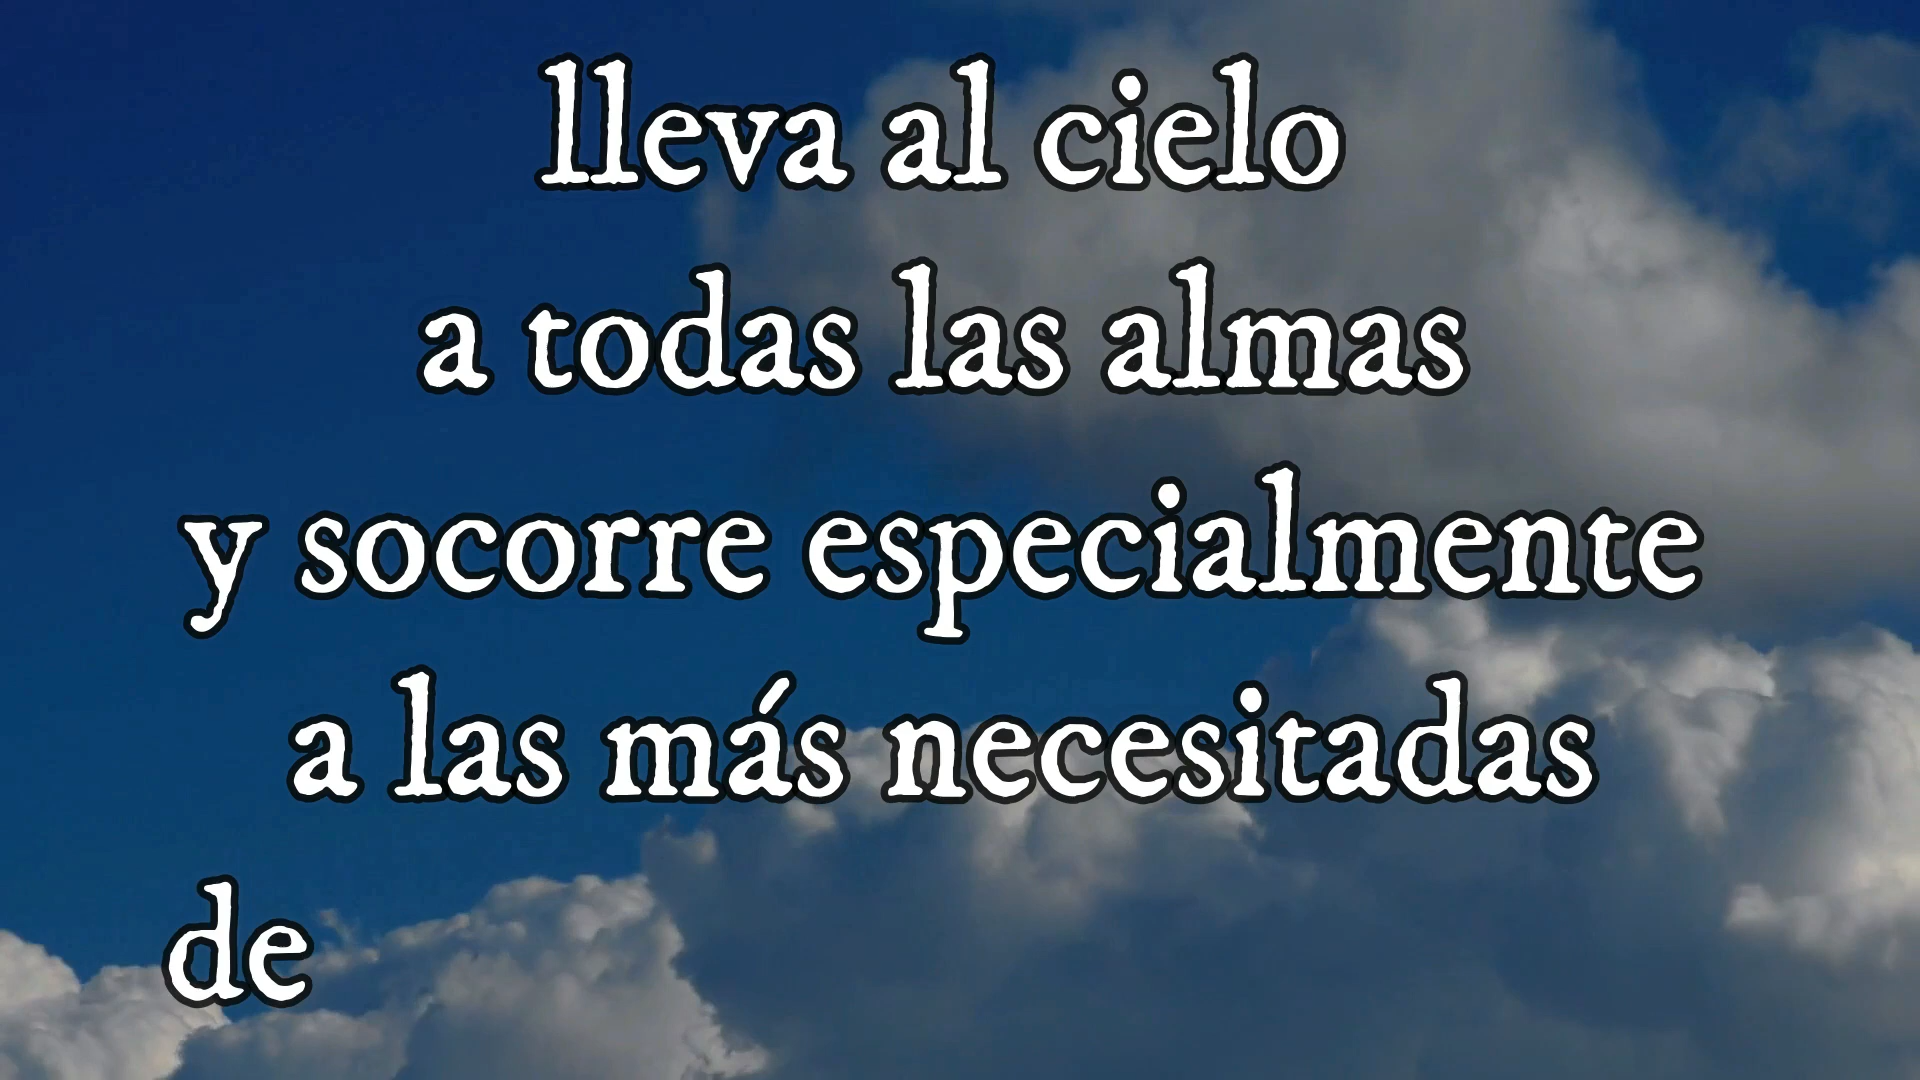 lleva al cielo
a todas las almas
y socorre especialmente
a las más necesitadas
de